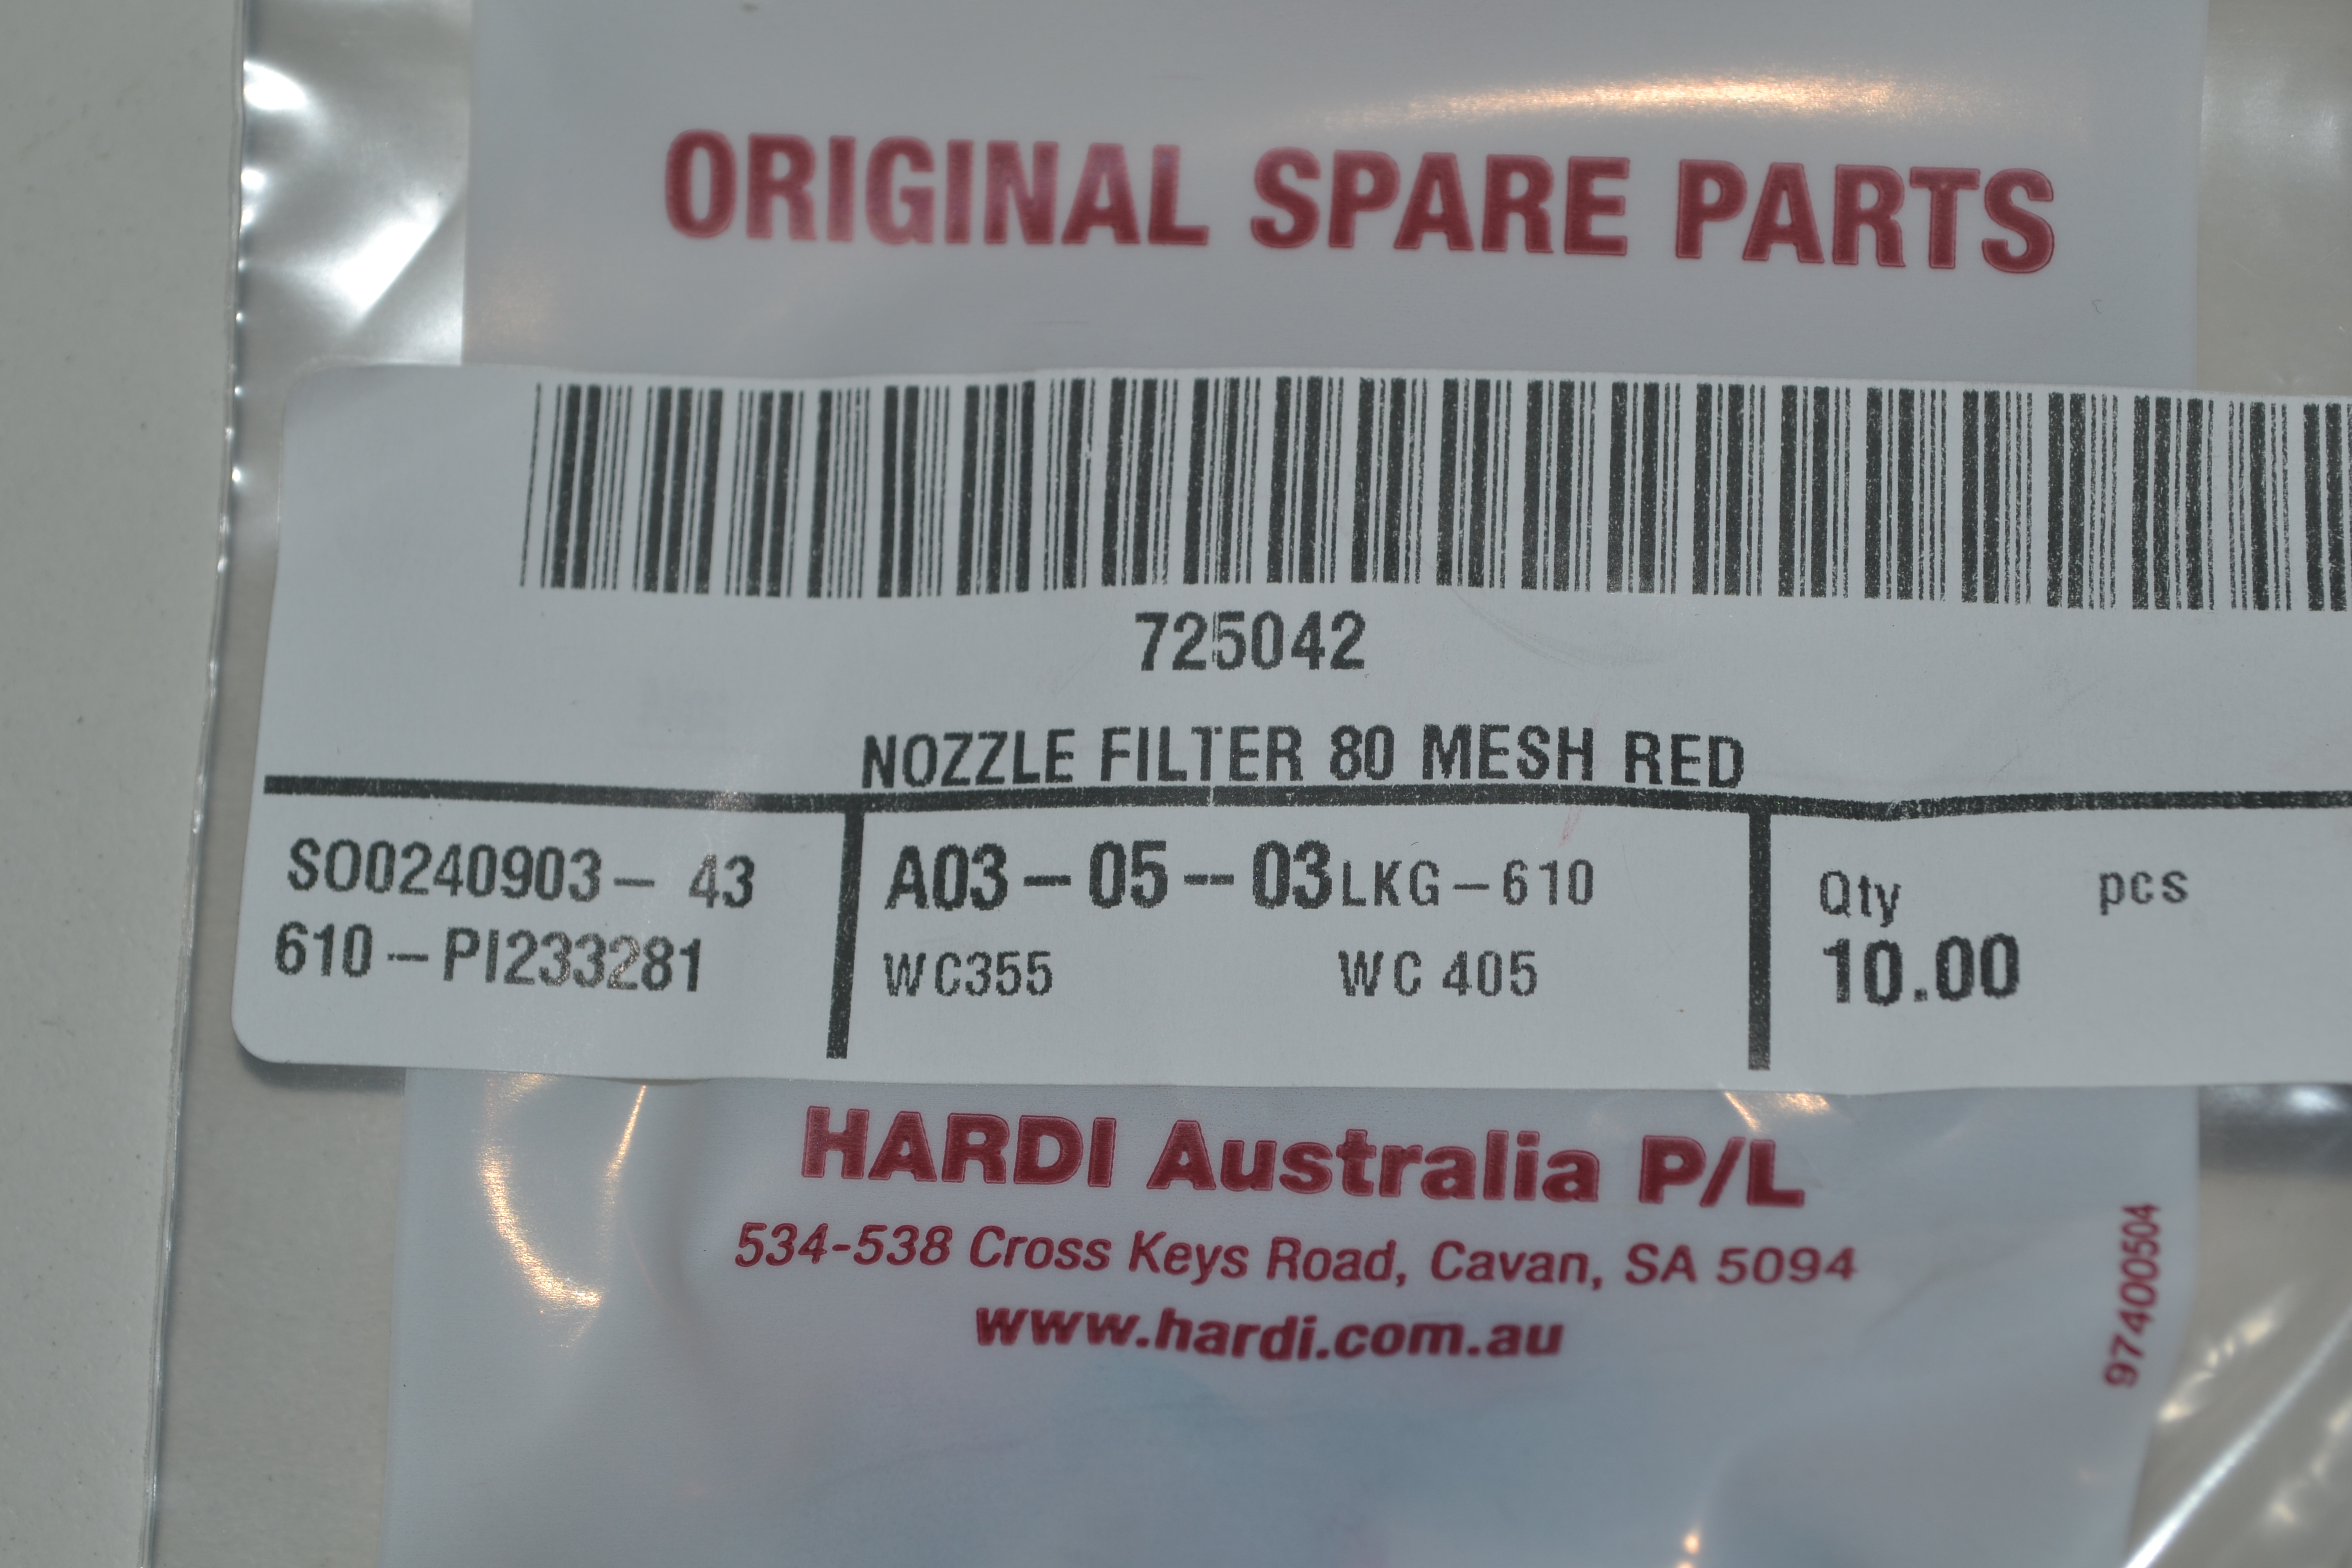 ORIGINAL SPARE PARTS
725042
NOZZLE FILTER 80 MESH RED
SO0240903- 43
610-PI233281
A03-05-03 LKG-610
WC355 WC 405
Qty pcs
10.00
HARDI Australia P/L
534-538 Cross Keys Road, Cavan, SA 5094
www.hardi.com.au
97400504